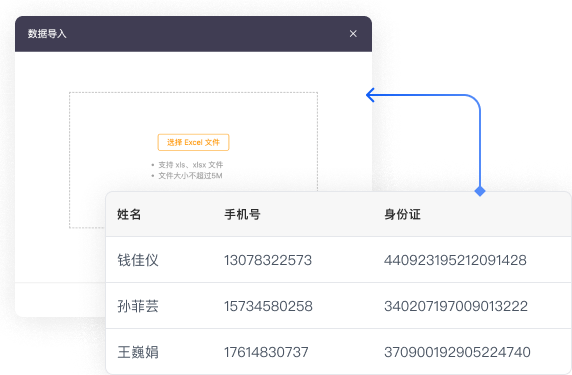 数据导入
选择 Excel 文件
支持 xls、xlsx 文件
文件大小不超过5M
姓名 手机号 身份证
钱佳仪 13078322573 440923195212091428
孙菲芸 15734580258 340207197009013222
王巍娟 17614830737 370900192905224740